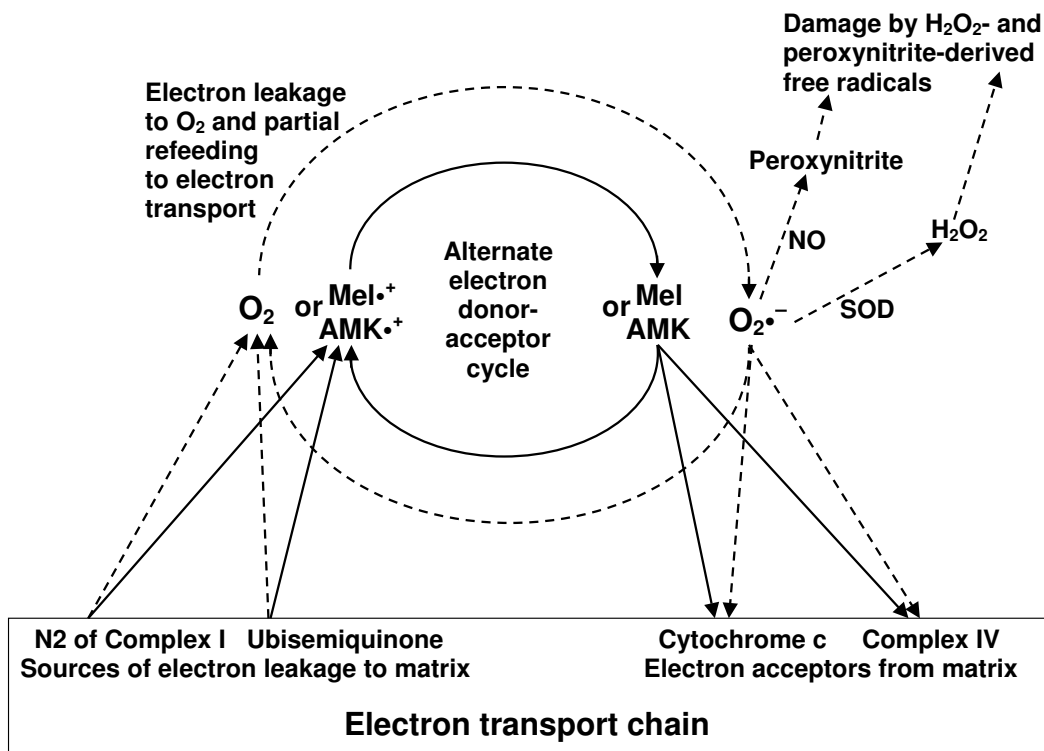 Damage by H₂O₂- and
peroxynitrite-derived
free radicals
Electron leakage
to O₂ and partial
refeeding
to electron
transport
Peroxynitrite
NO
H₂O₂
SOD
Alternate
electron
donor-
acceptor
cycle
O₂
or Mel•⁺
AMK•⁺
or Mel
AMK
O₂•⁻
N2 of Complex I Ubisemiquinone
Sources of electron leakage to matrix
Cytochrome c Complex IV
Electron acceptors from matrix
Electron transport chain